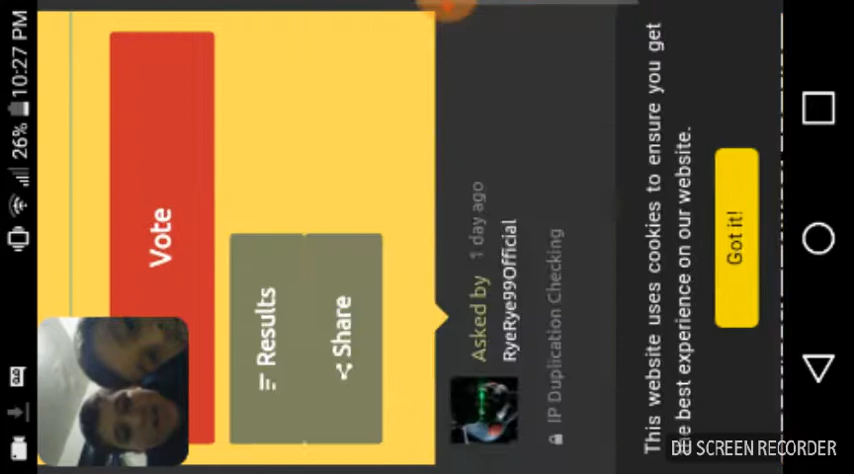 26% 10:27 PM
Vote
Results
Share
Asked by 1 day ago
RyeRye99Official
IP Duplication Checking
This website uses cookies to ensure you get
the best experience on our website.
Got it!
DU SCREEN RECORDER